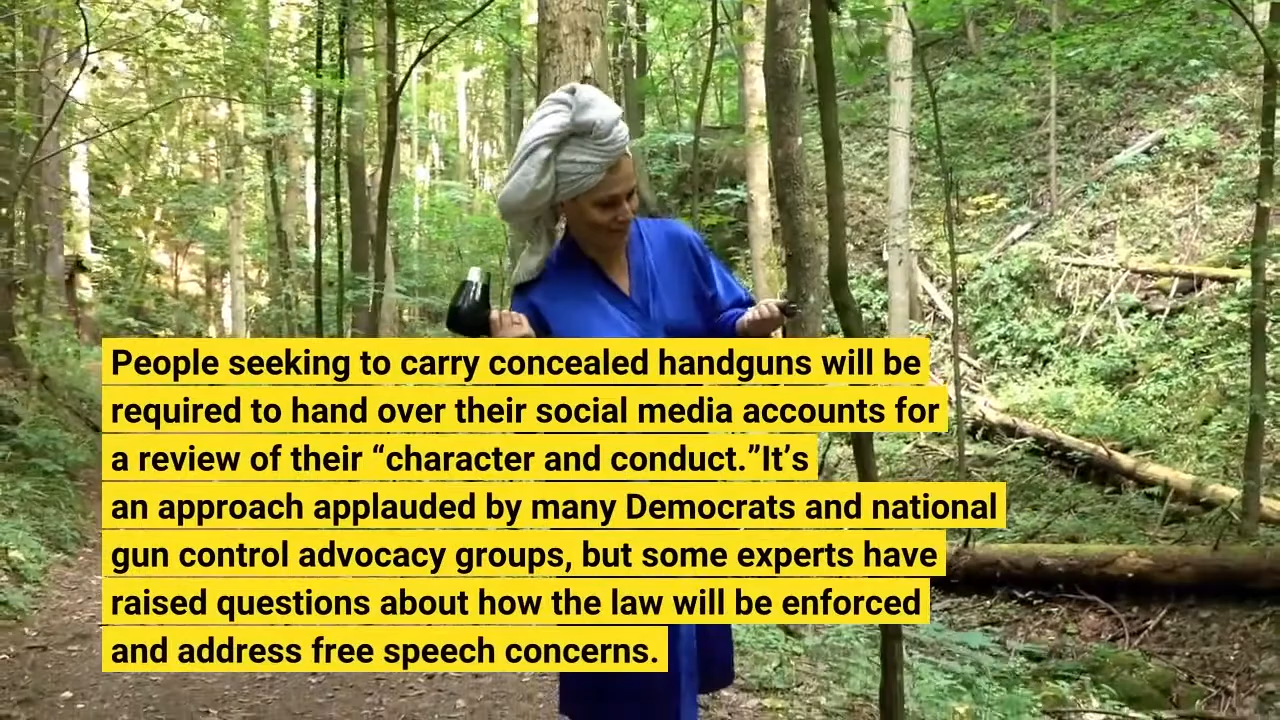 People seeking to carry concealed handguns will be
required to hand over their social media accounts for
a review of their “character and conduct.”It’s
an approach applauded by many Democrats and national
gun control advocacy groups, but some experts have
raised questions about how the law will be enforced
and address free speech concerns.